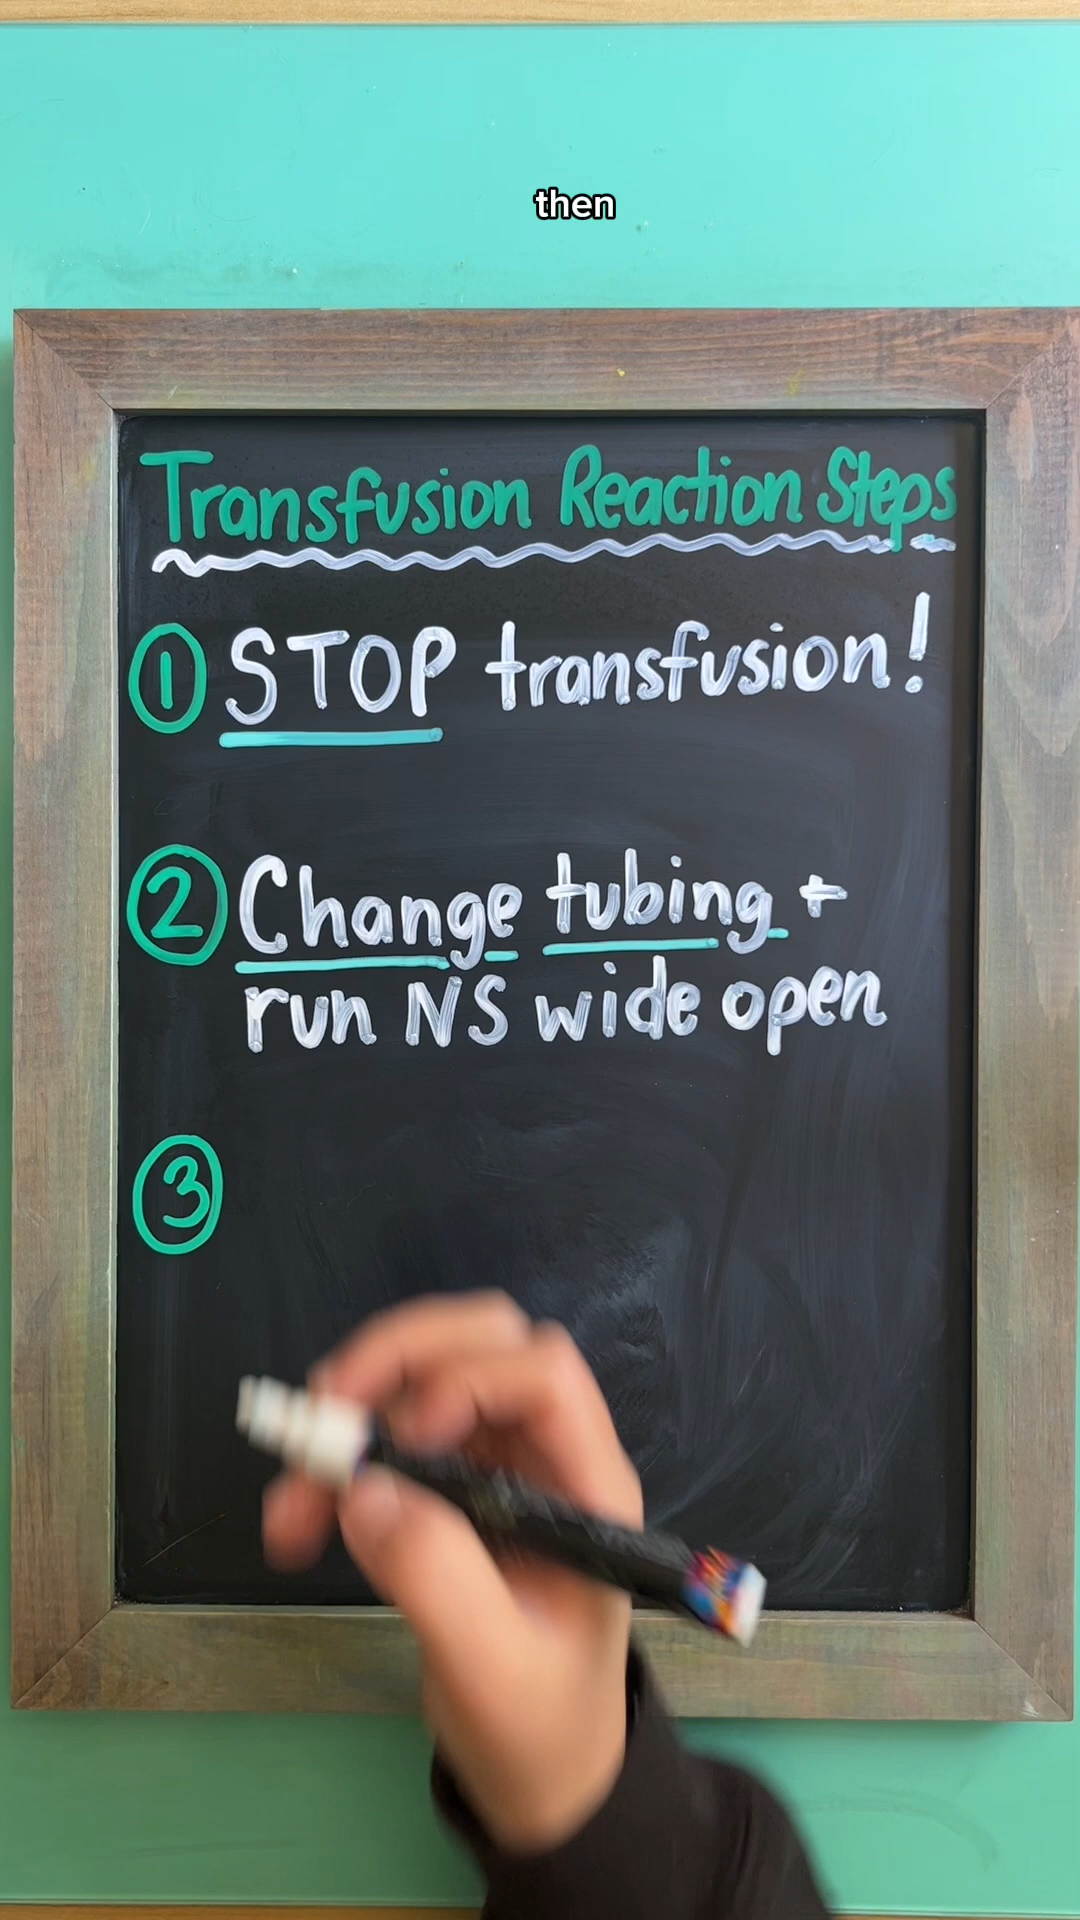 then
Transfusion Reaction Steps
1 STOP transfusion!
2 Change tubing +
run NS wide open
3